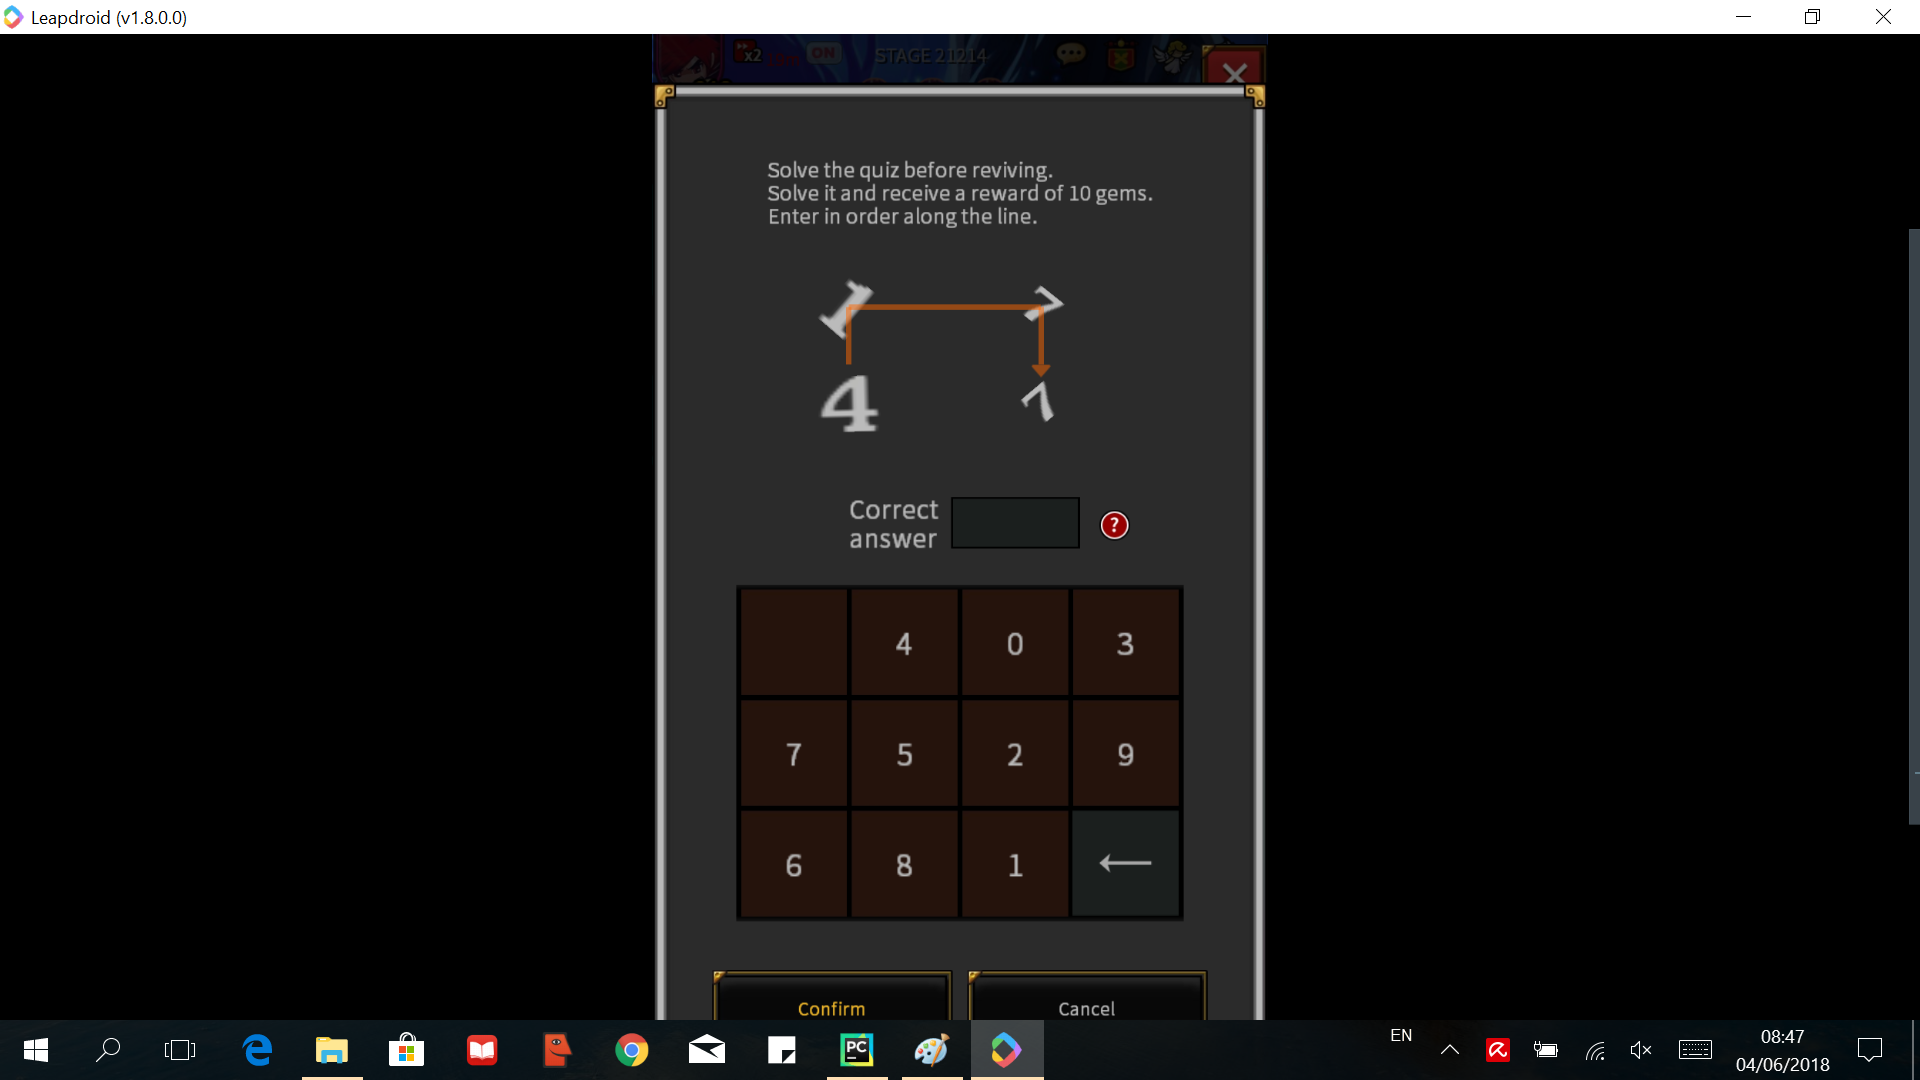 Leapdroid (v1.8.0.0)
x2
ON
STAGE 21214
Solve the quiz before reviving.
Solve it and receive a reward of 10 gems.
Enter in order along the line.
1 7
4 7
Correct
answer
?
4 0 3
7 5 2 9
6 8 1
Confirm Cancel
PC
EN
08:47
04/06/2018